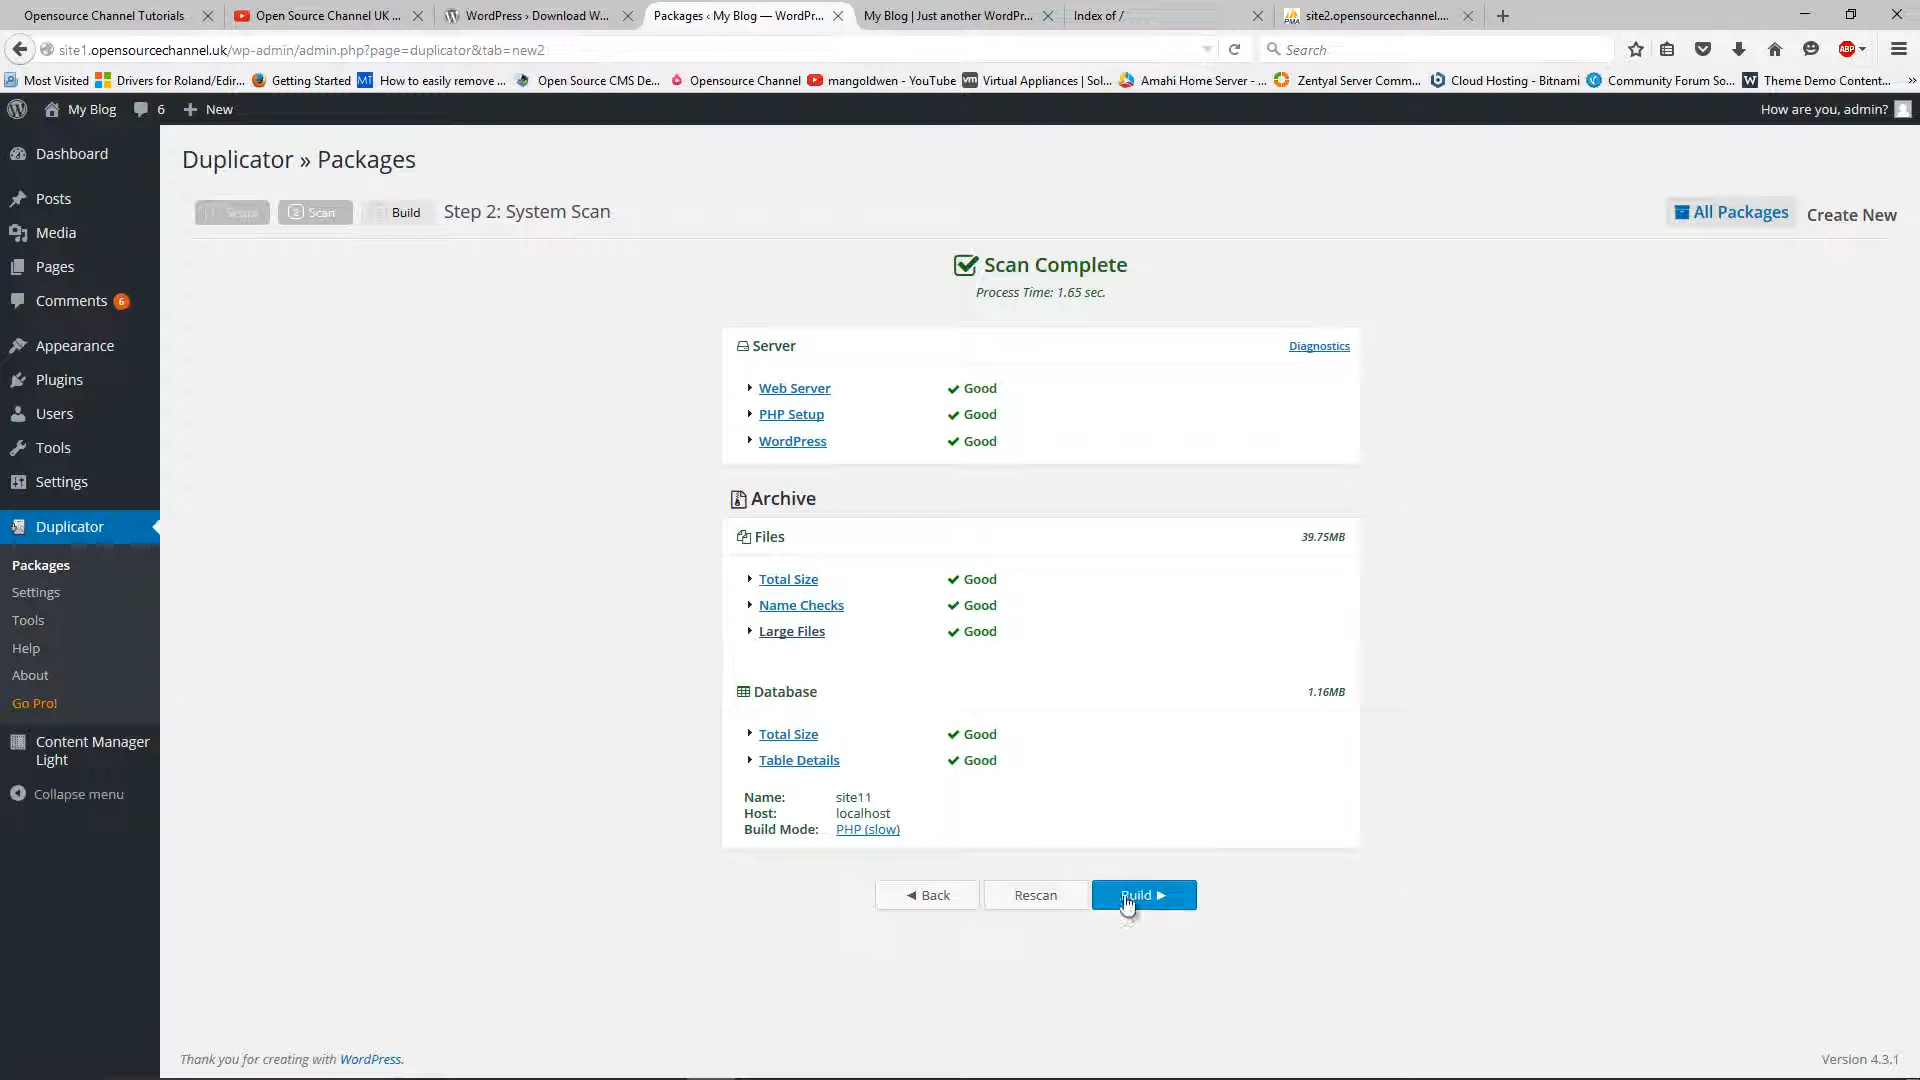 Opensource Channel Tutorials
Open Source Channel UK ...
WordPress › Download W...
Packages ‹ My Blog — WordPr...
My Blog | Just another WordPr...
Index of /
site2.opensourcechannel....
site1.opensourcechannel.uk/wp-admin/admin.php?page=duplicator&tab=new2
Search
ABP
Most Visited
Drivers for Roland/Edir...
Getting Started
MT
How to easily remove ...
Open Source CMS De...
Opensource Channel
mangoldwen - YouTube
vm
Virtual Appliances | Sol...
Amahi Home Server - ...
Zentyal Server Comm...
Cloud Hosting - Bitnami
Community Forum So...
W
Theme Demo Content...
My Blog
6
New
How are you, admin?
Dashboard
Posts
Media
Pages
Comments 6
Appearance
Plugins
Users
Tools
Settings
Duplicator
Packages
Settings
Tools
Help
About
Go Pro!
Content Manager
Light
Collapse menu
Duplicator » Packages
1 Setup
2 Scan
Build
Step 2: System Scan
All Packages
Create New
Scan Complete
Process Time: 1.65 sec.
Server
Diagnostics
Web Server
Good
PHP Setup
Good
WordPress
Good
Archive
Files
39.75MB
Total Size
Good
Name Checks
Good
Large Files
Good
Database
1.16MB
Total Size
Good
Table Details
Good
Name: site11
Host: localhost
Build Mode: PHP (slow)
◄ Back
Rescan
Build ►
Thank you for creating with WordPress.
Version 4.3.1